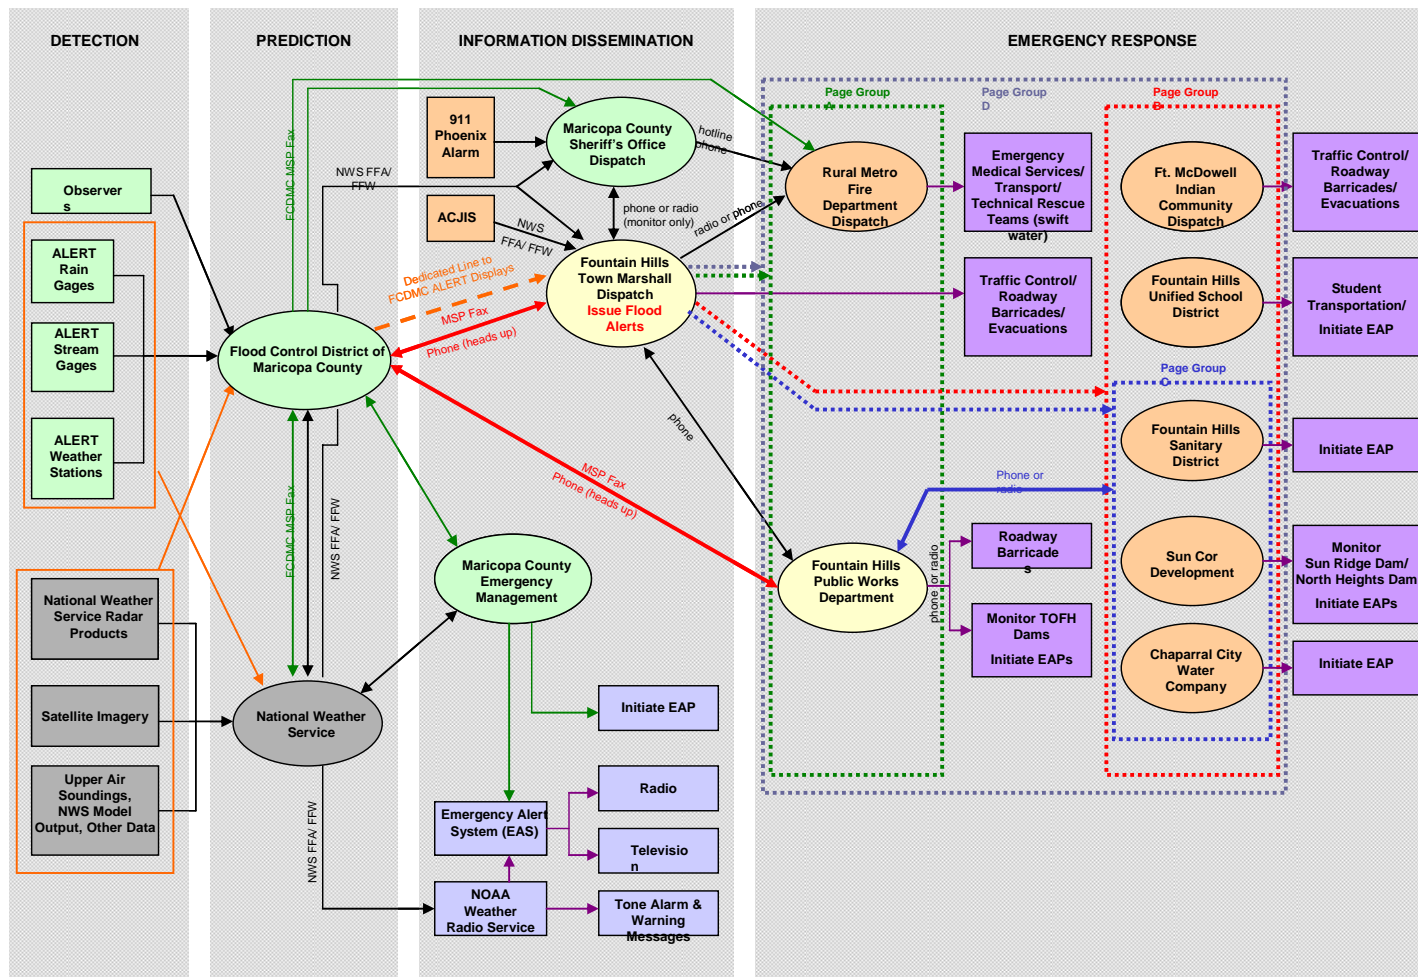 DETECTION
PREDICTION
INFORMATION DISSEMINATION
EMERGENCY RESPONSE
Observer
s
ALERT
Rain
Gages
ALERT
Stream
Gages
ALERT
Weather
Stations
National Weather
Service Radar
Products
Satellite Imagery
Upper Air
Soundings,
NWS Model
Output, Other Data
FCDMC MSP Fax
NWS FFA/
FFW
Flood Control District of
Maricopa County
FCDMC MSP Fax
NWS FFA/ FFW
National Weather
Service
NWS FFA/ FFW
911
Phoenix
Alarm
ACJIS
NWS
FFA/ FFW
Maricopa County
Sheriff's Office
Dispatch
hotline
phone
phone or radio
(monitor only)
radio or phone
Fountain Hills
Town Marshall
Dispatch
Issue Flood
Alerts
Dedicated Line to
FCDMC ALERT Displays
MSP Fax
Phone (heads up)
phone
MSP Fax
Phone (heads up)
Maricopa County
Emergency
Management
Initiate EAP
Emergency Alert
System (EAS)
Radio
Televisio
n
NOAA
Weather
Radio Service
Tone Alarm &
Warning
Messages
Page Group
A
Page Group
D
Page Group
B
Rural Metro
Fire
Department
Dispatch
Emergency
Medical Services/
Transport/
Technical Rescue
Teams (swift
water)
Traffic Control/
Roadway
Barricades/
Evacuations
Ft. McDowell
Indian
Community
Dispatch
Traffic Control/
Roadway
Barricades/
Evacuations
Fountain Hills
Unified School
District
Student
Transportation/
Initiate EAP
Page Group
C
Fountain Hills
Sanitary
District
Initiate EAP
Phone or
radio
Fountain Hills
Public Works
Department
phone or radio
Roadway
Barricade
s
Monitor TOFH
Dams
Initiate EAPs
Sun Cor
Development
Monitor
Sun Ridge Dam/
North Heights Dam
Initiate EAPs
Chaparral City
Water
Company
Initiate EAP